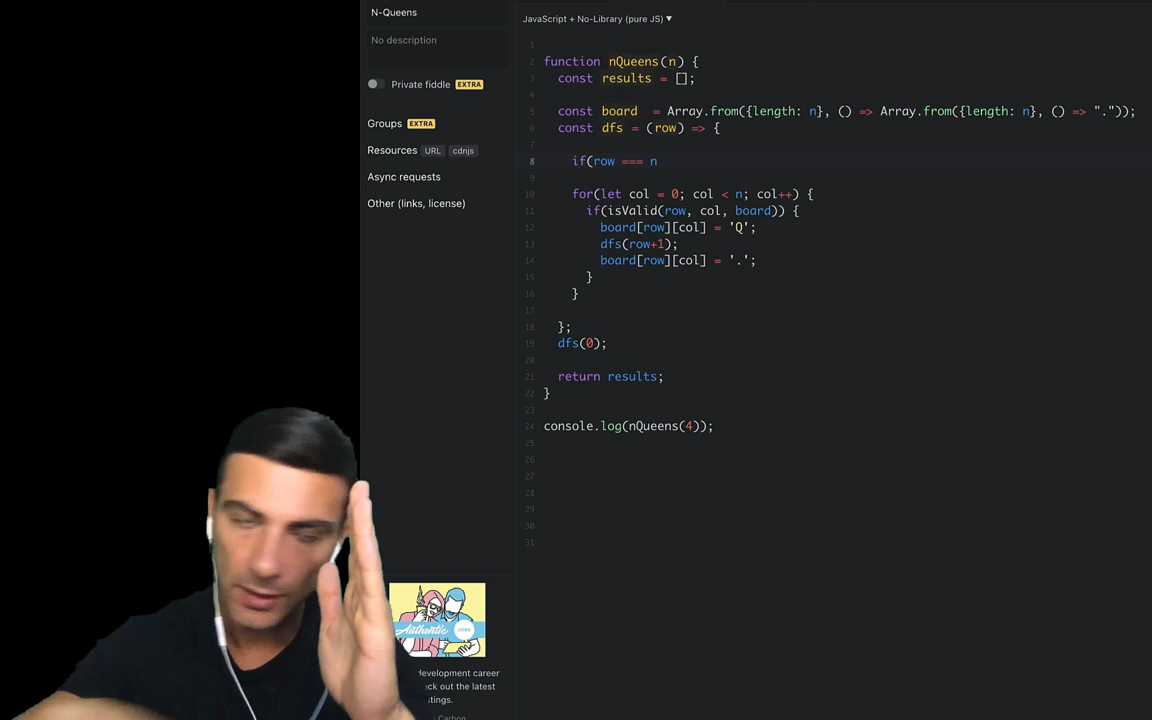 N-Queens
No description
Private fiddle EXTRA
Groups EXTRA
Resources URL cdnjs
Async requests
Other (links, license)
JavaScript + No-Library (pure JS) ▼
1
2 function nQueens(n) {
3 const results = [];
4
5 const board = Array.from({length: n}, () => Array.from({length: n}, () => "."));
6 const dfs = (row) => {
7
8 if(row === n
9
10 for(let col = 0; col < n; col++) {
11 if(isValid(row, col, board)) {
12 board[row][col] = 'Q';
13 dfs(row+1);
14 board[row][col] = '.';
15 }
16 }
17
18 };
19 dfs(0);
20
21 return results;
22 }
23
24 console.log(nQueens(4));
25
26
27
28
29
30
31
Authentic JOBS
development career
eck out the latest
stings.
Carbon